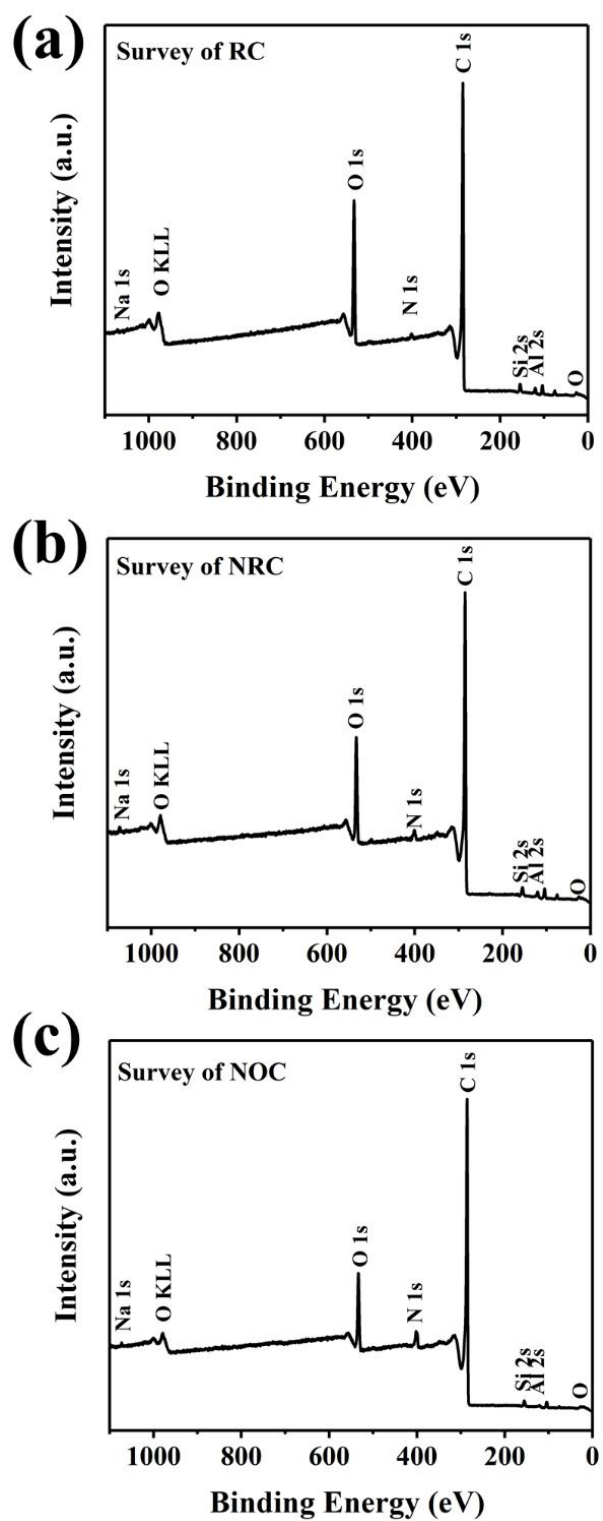 (a)
Survey of RC
Intensity (a.u.)
Na 1s
O KLL
O 1s
N 1s
C 1s
Si 2s
Al 2s
O
1000 800 600 400 200 0
Binding Energy (eV)
(b)
Survey of NRC
Intensity (a.u.)
Na 1s
O KLL
O 1s
N 1s
C 1s
Si 2s
Al 2s
O
1000 800 600 400 200 0
Binding Energy (eV)
(c)
Survey of NOC
Intensity (a.u.)
Na 1s
O KLL
O 1s
N 1s
C 1s
Si 2s
Al 2s
O
1000 800 600 400 200 0
Binding Energy (eV)